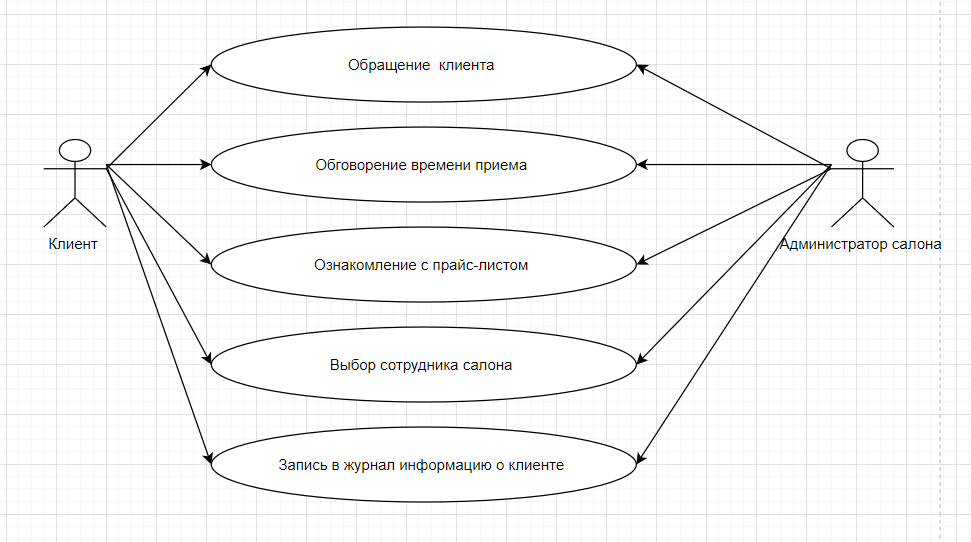 Обращение  клиента
Обговорение времени приема
Клиент
Администратор салона
Ознакомление с прайс-листом
Выбор сотрудника салона
Запись в журнал информацию о клиенте